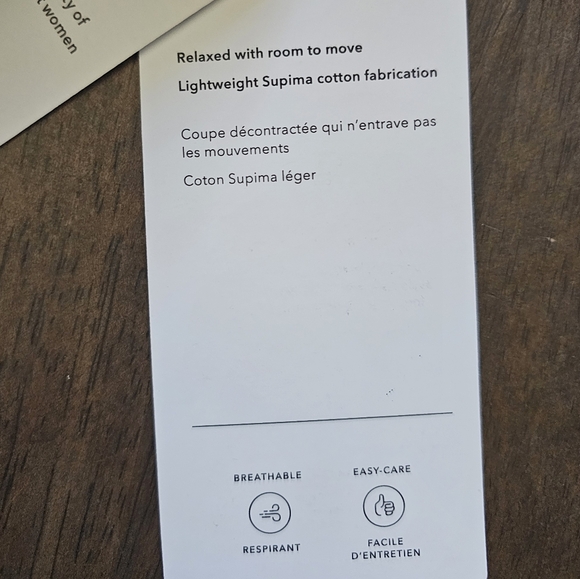 y of
women
Relaxed with room to move
Lightweight Supima cotton fabrication
Coupe décontractée qui n'entrave pas
les mouvements
Coton Supima léger
BREATHABLE
EASY-CARE
RESPIRANT
FACILE
D'ENTRETIEN